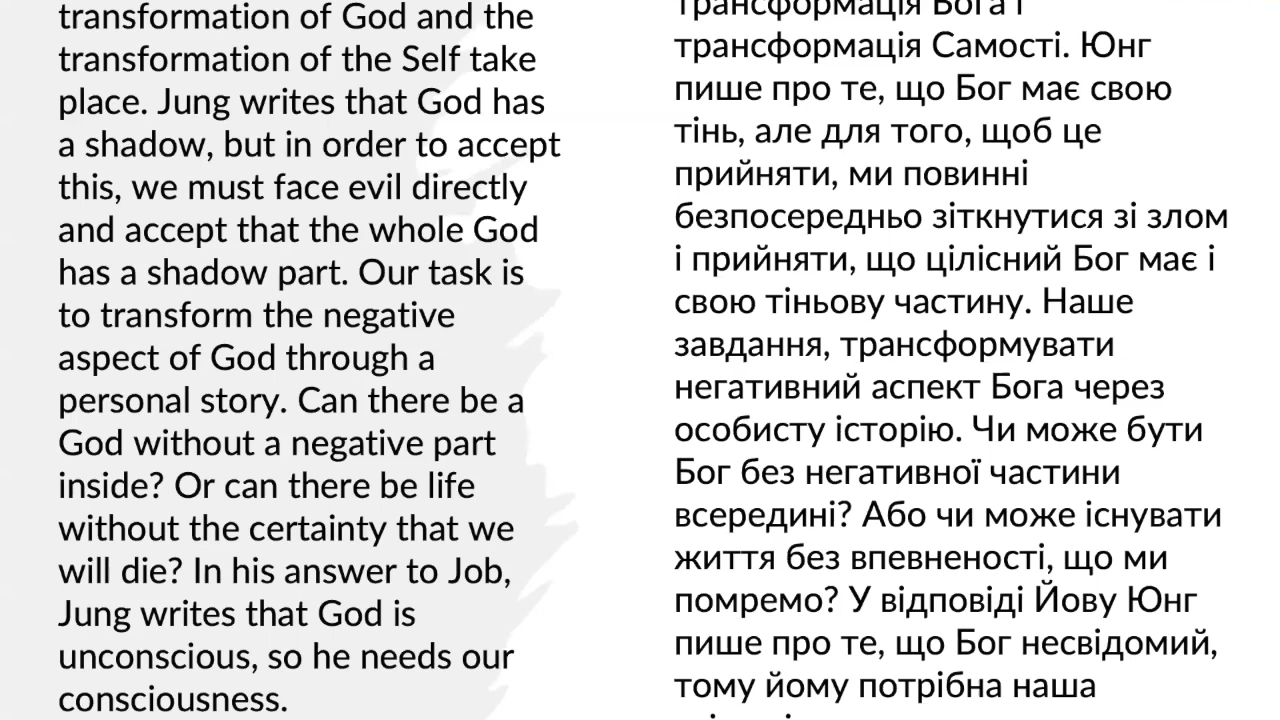 transformation of God and the
transformation of the Self take
place. Jung writes that God has
a shadow, but in order to accept
this, we must face evil directly
and accept that the whole God
has a shadow part. Our task is
to transform the negative
aspect of God through a
personal story. Can there be a
God without a negative part
inside? Or can there be life
without the certainty that we
will die? In his answer to Job,
Jung writes that God is
unconscious, so he needs our
consciousness.
трансформація Бога і
трансформація Самості. Юнг
пише про те, що Бог має свою
тінь, але для того, щоб це
прийняти, ми повинні
безпосередньо зіткнутися зі злом
і прийняти, що цілісний Бог має і
свою тіньову частину. Наше
завдання, трансформувати
негативний аспект Бога через
особисту історію. Чи може бути
Бог без негативної частини
всередині? Або чи може існувати
життя без впевненості, що ми
помремо? У відповіді Йову Юнг
пише про те, що Бог несвідомий,
тому йому потрібна наша